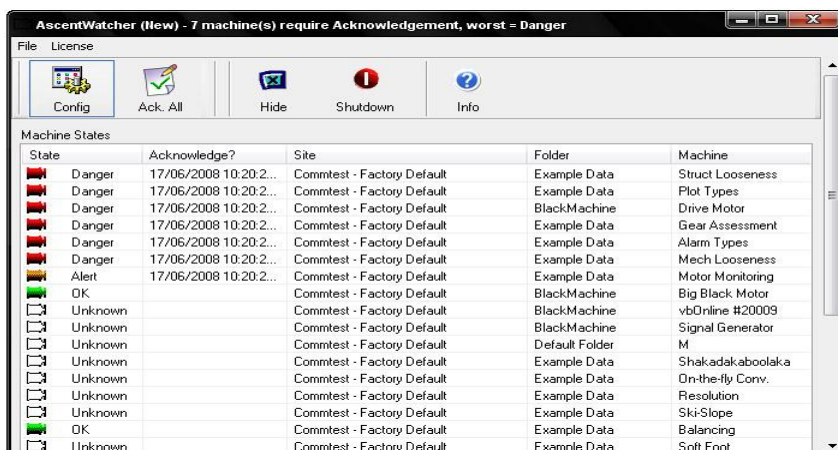 AscentWatcher (New) - 7 machine(s) require Acknowledgement, worst = Danger
File License
Config Ack. All Hide Shutdown Info
Machine States
State Acknowledge? Site Folder Machine
Danger 17/06/2008 10:20:2... Commtest - Factory Default Example Data Struct Looseness
Danger 17/06/2008 10:20:2... Commtest - Factory Default Example Data Plot Types
Danger 17/06/2008 10:20:2... Commtest - Factory Default BlackMachine Drive Motor
Danger 17/06/2008 10:20:2... Commtest - Factory Default Example Data Gear Assessment
Danger 17/06/2008 10:20:2... Commtest - Factory Default Example Data Alarm Types
Danger 17/06/2008 10:20:2... Commtest - Factory Default Example Data Mech Looseness
Alert 17/06/2008 10:20:2... Commtest - Factory Default Example Data Motor Monitoring
OK Commtest - Factory Default BlackMachine Big Black Motor
Unknown Commtest - Factory Default BlackMachine vbOnline #20009
Unknown Commtest - Factory Default BlackMachine Signal Generator
Unknown Commtest - Factory Default Default Folder M
Unknown Commtest - Factory Default Example Data Shakadakaboolaka
Unknown Commtest - Factory Default Example Data On-the-fly Conv.
Unknown Commtest - Factory Default Example Data Resolution
Unknown Commtest - Factory Default Example Data Ski-Slope
OK Commtest - Factory Default Example Data Balancing
Unknown Commtest - Factory Default Example Data Soft Foot